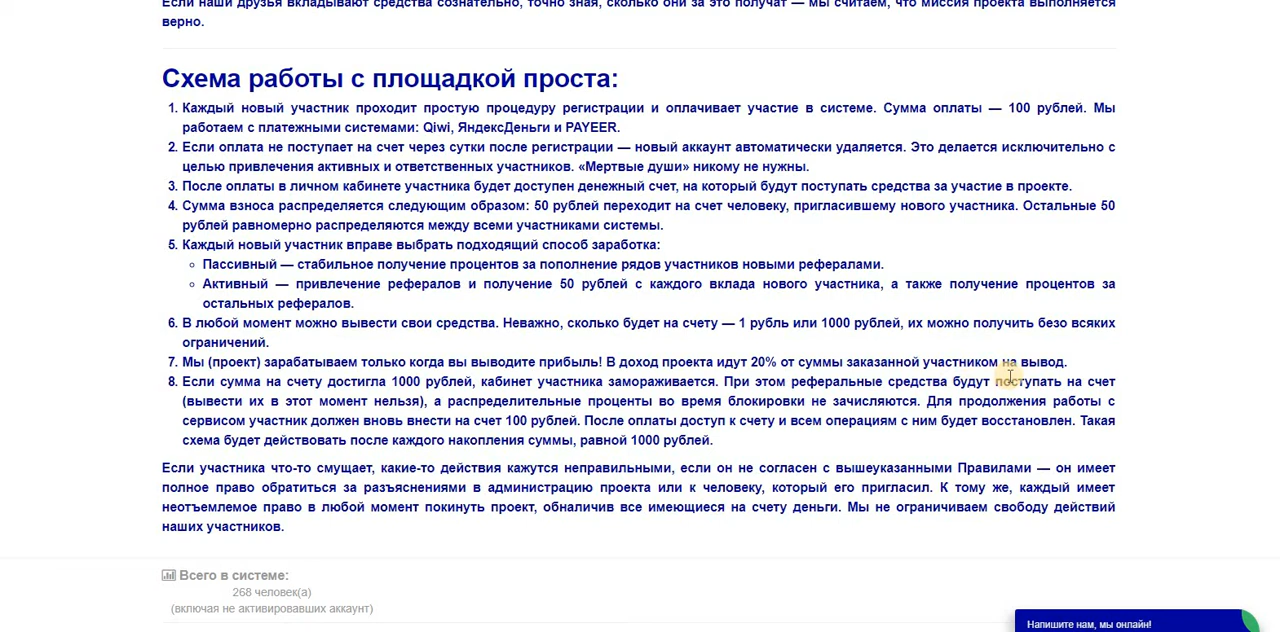 Если наши друзья вкладывают средства сознательно, точно зная, сколько они за это получат — мы считаем, что миссия проекта выполняется
верно.
Схема работы с площадкой проста:
1. Каждый новый участник проходит простую процедуру регистрации и оплачивает участие в системе. Сумма оплаты — 100 рублей. Мы
работаем с платежными системами: Qiwi, ЯндексДеньги и PAYEER.
2. Если оплата не поступает на счет через сутки после регистрации — новый аккаунт автоматически удаляется. Это делается исключительно с
целью привлечения активных и ответственных участников. «Мертвые души» никому не нужны.
3. После оплаты в личном кабинете участника будет доступен денежный счет, на который будут поступать средства за участие в проекте.
4. Сумма взноса распределяется следующим образом: 50 рублей переходит на счет человеку, пригласившему нового участника. Остальные 50
рублей равномерно распределяются между всеми участниками системы.
5. Каждый новый участник вправе выбрать подходящий способ заработка:
Пассивный — стабильное получение процентов за пополнение рядов участников новыми рефералами.
Активный — привлечение рефералов и получение 50 рублей с каждого вклада нового участника, а также получение процентов за
остальных рефералов.
6. В любой момент можно вывести свои средства. Неважно, сколько будет на счету — 1 рубль или 1000 рублей, их можно получить безо всяких
ограничений.
7. Мы (проект) зарабатываем только когда вы выводите прибыль! В доход проекта идут 20% от суммы заказанной участником на вывод.
8. Если сумма на счету достигла 1000 рублей, кабинет участника замораживается. При этом реферальные средства будут поступать на счет
(вывести их в этот момент нельзя), а распределительные проценты во время блокировки не зачисляются. Для продолжения работы с
сервисом участник должен вновь внести на счет 100 рублей. После оплаты доступ к счету и всем операциям с ним будет восстановлен. Такая
схема будет действовать после каждого накопления суммы, равной 1000 рублей.
Если участника что-то смущает, какие-то действия кажутся неправильными, если он не согласен с вышеуказанными Правилами — он имеет
полное право обратиться за разъяснениями в администрацию проекта или к человеку, который его пригласил. К тому же, каждый имеет
неотъемлемое право в любой момент покинуть проект, обналичив все имеющиеся на счету деньги. Мы не ограничиваем свободу действий
наших участников.
Всего в системе:
268 человек(а)
(включая не активировавших аккаунт)
Напишите нам, мы онлайн!